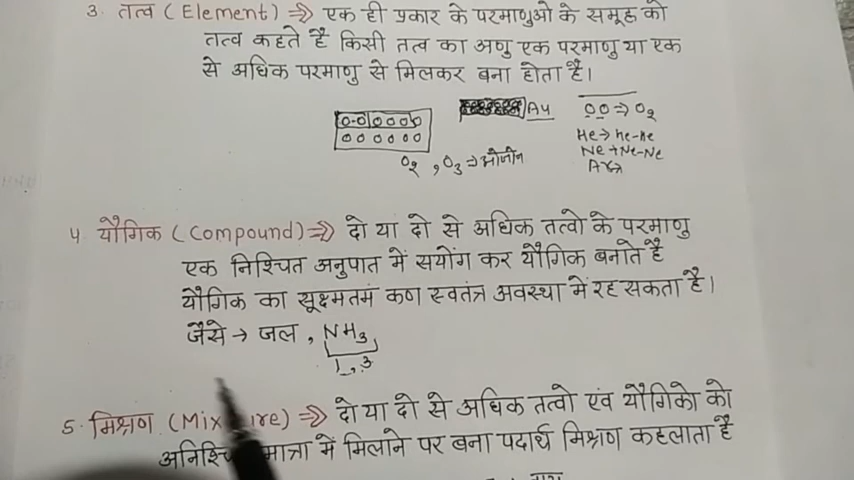 3. तत्व ( Element ) ⇒ एक ही प्रकार के परमाणुओ के समूह को
तत्व कहते है किसी तत्व का अणु एक परमाणु या एक
से अधिक परमाणु से मिलकर बना होता है।
Au
00 ⇒ O2
He → He-He
Ne → Ne-Ne
Ar →
O2 , O3 ⇒ ओजोन
4 यौगिक ( Compound ) ⇒ दो या दो से अधिक तत्वो के परमाणु
एक निश्चित अनुपात में सयोंग कर यौगिक बनाते है
यौगिक का सूक्ष्मतम कण स्वतंत्र अवस्था में रह सकता है।
जैसे → जल , NH3
1, 3
5. मिश्रण ( ) ⇒ दो या दो से अधिक तत्वो एवं यौगिको को
मात्रा में मिलाने पर बना पदार्थ मिश्रण कहलाता है